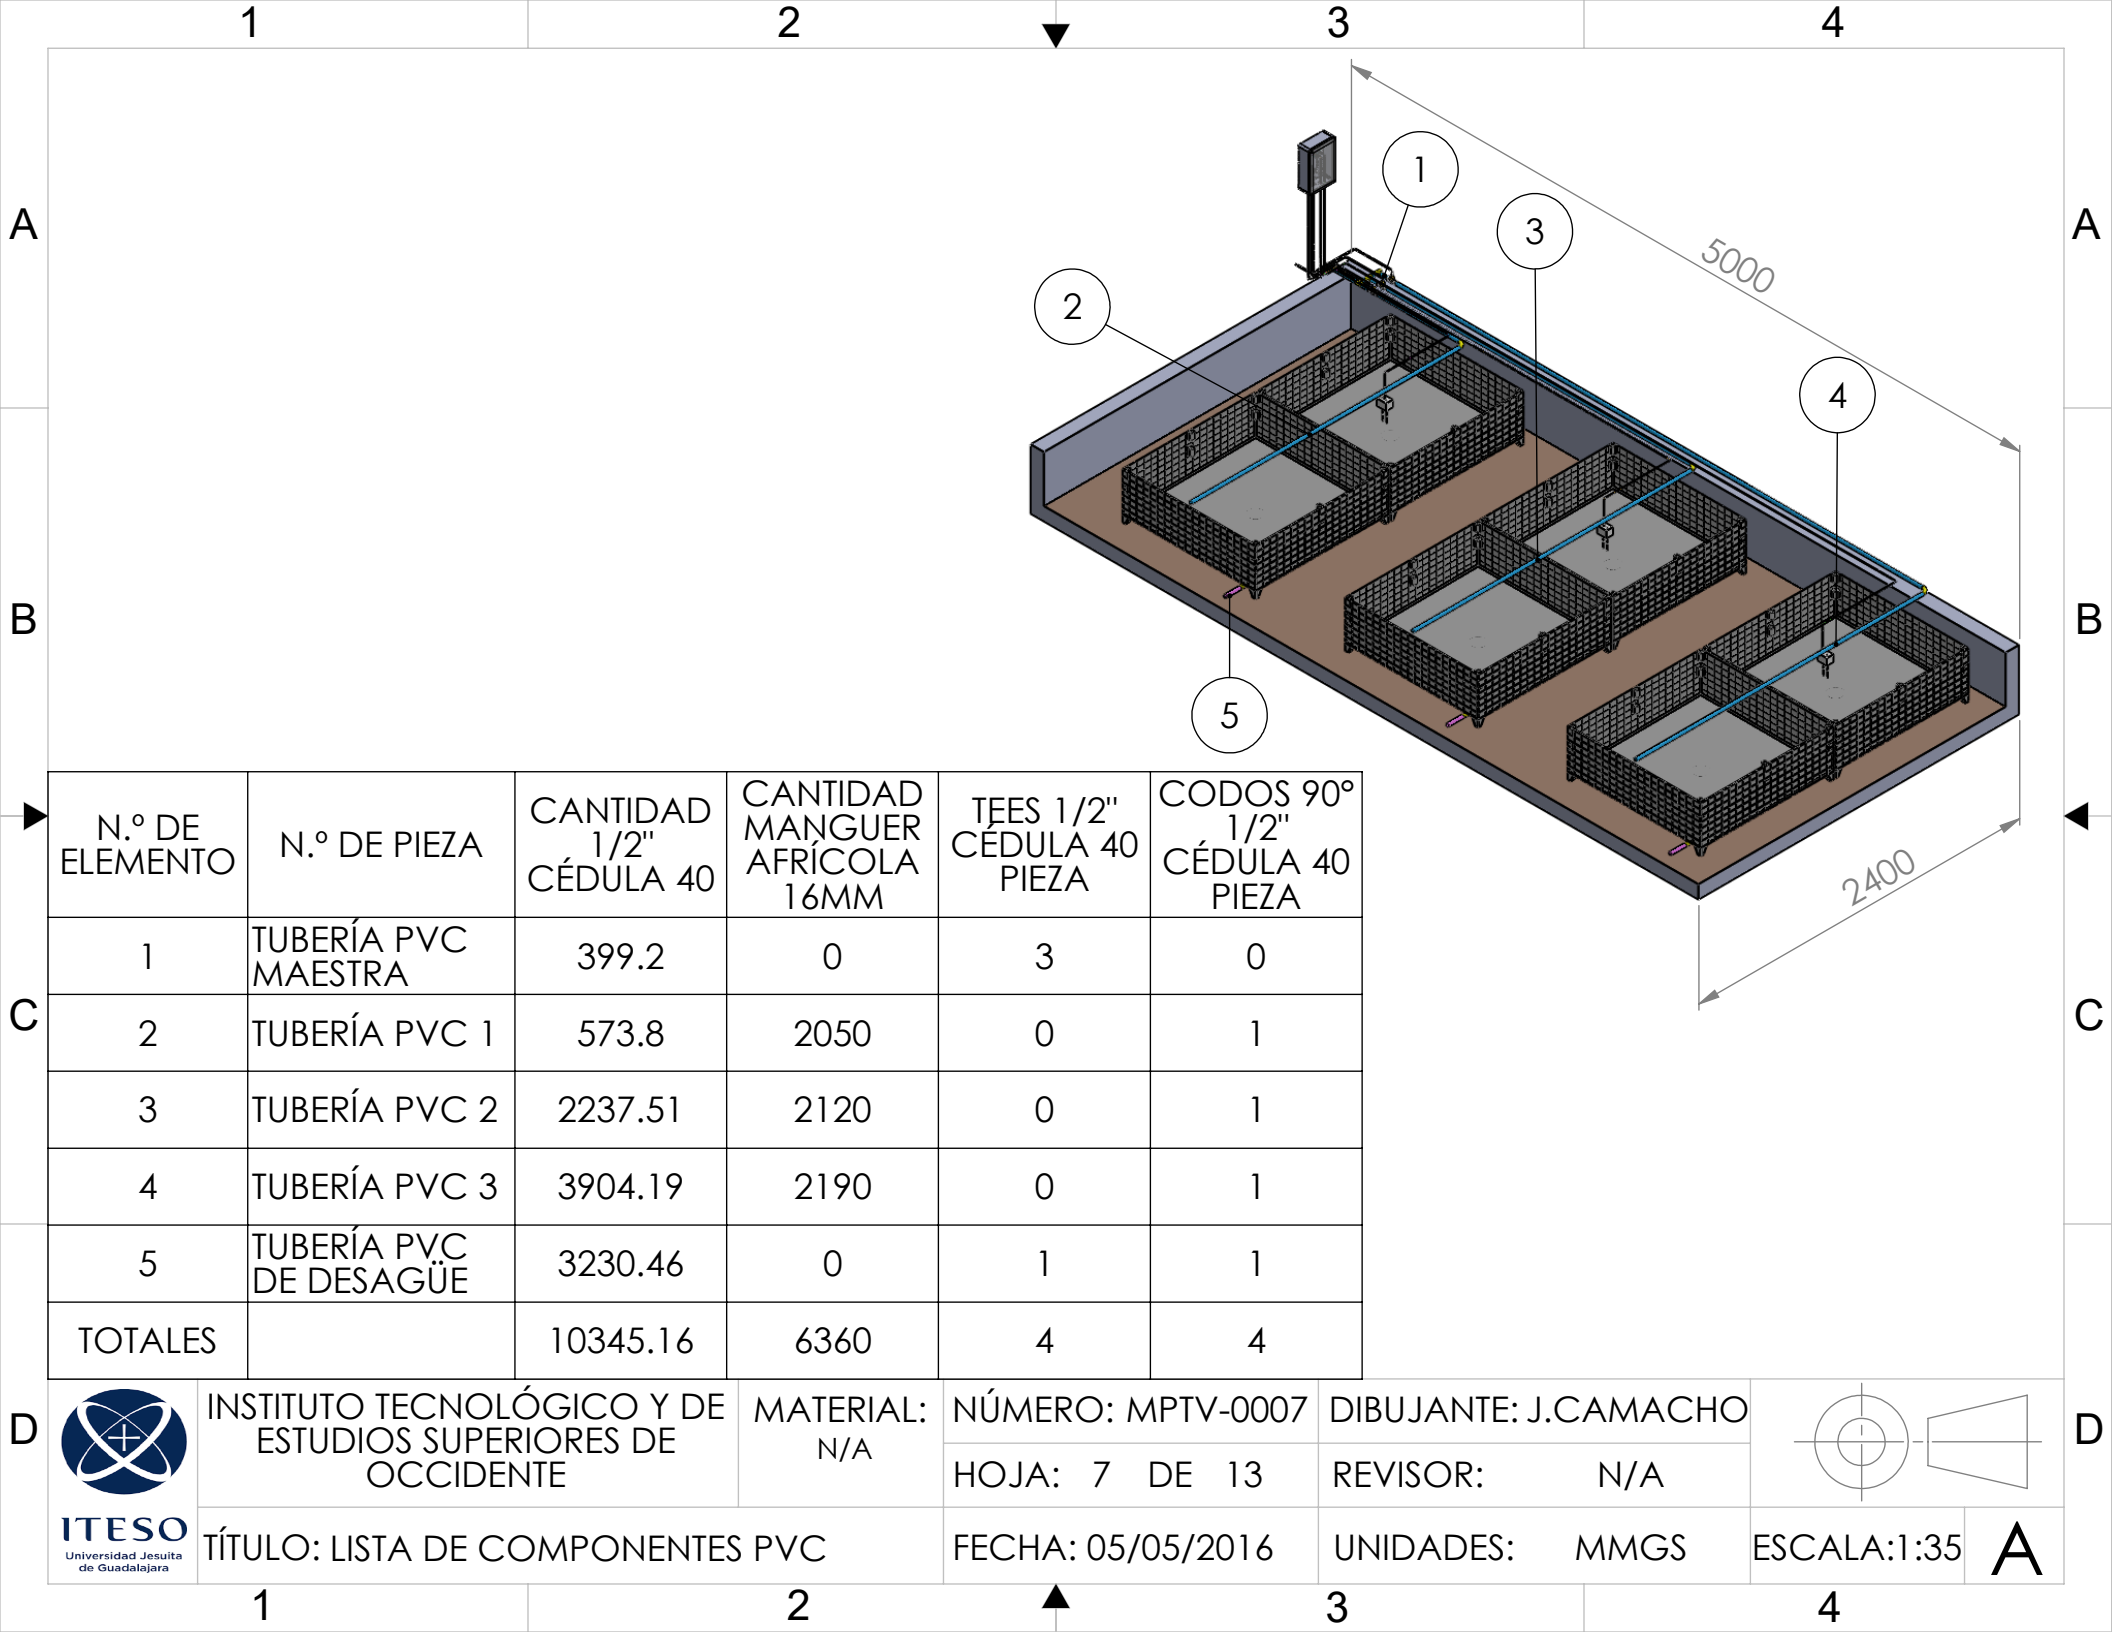 1 2 3 4
A A
5000
1
3
2
4
B B
5
2400
N.º DE
ELEMENTO
N.º DE PIEZA
CANTIDAD
1/2"
CÉDULA 40
CANTIDAD
MANGUER
AFRÍCOLA
16MM
TEES 1/2"
CÉDULA 40
PIEZA
CODOS 90º
1/2"
CÉDULA 40
PIEZA
1
TUBERÍA PVC
MAESTRA
399.2
0
3
0
C C
2
TUBERÍA PVC 1
573.8
2050
0
1
3
TUBERÍA PVC 2
2237.51
2120
0
1
4
TUBERÍA PVC 3
3904.19
2190
0
1
5
TUBERÍA PVC
DE DESAGÜE
3230.46
0
1
1
TOTALES
10345.16
6360
4
4
D D
ITESO
Universidad Jesuita
de Guadalajara
INSTITUTO TECNOLÓGICO Y DE
ESTUDIOS SUPERIORES DE
OCCIDENTE
MATERIAL:
N/A
NÚMERO: MPTV-0007
DIBUJANTE: J.CAMACHO
HOJA: 7 DE 13
REVISOR: N/A
TÍTULO: LISTA DE COMPONENTES PVC
FECHA: 05/05/2016
UNIDADES: MMGS
ESCALA:1:35
A
1 2 3 4